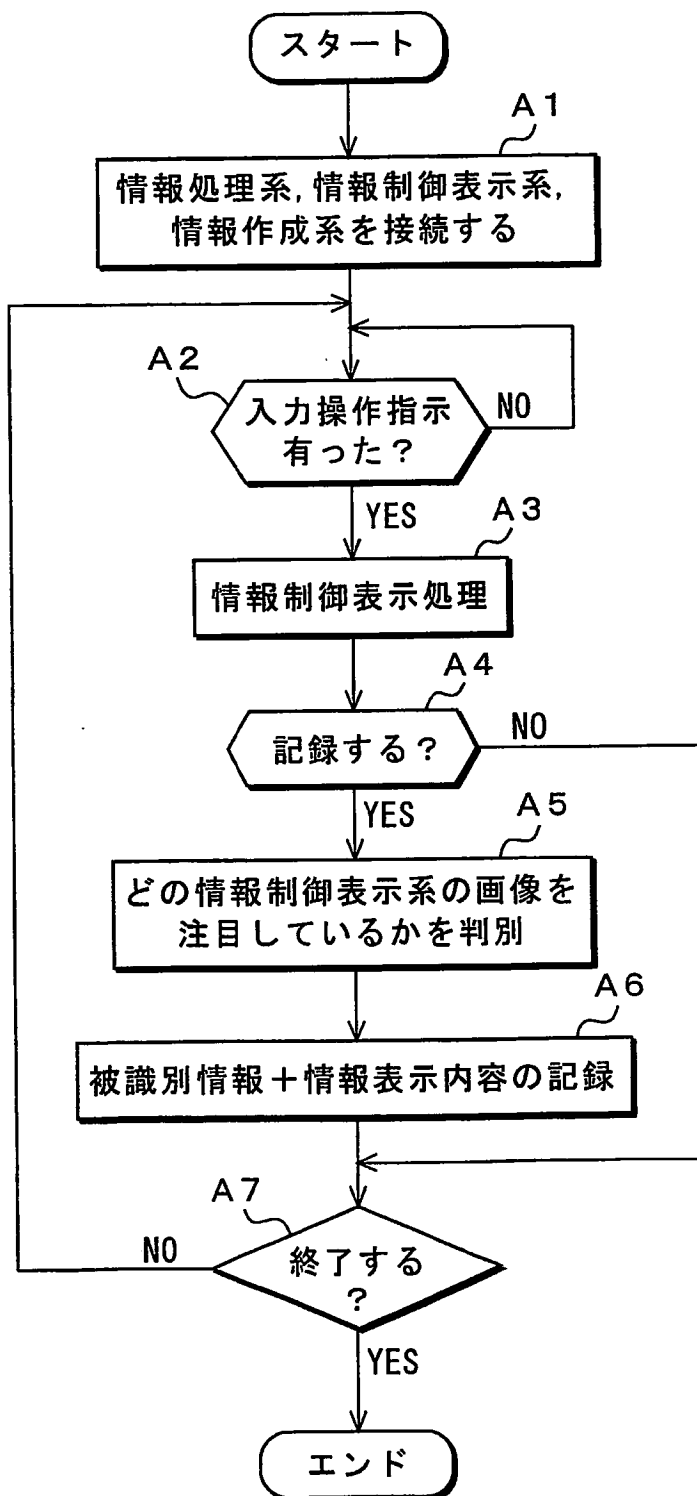 スタート
A1
情報処理系,情報制御表示系,
情報作成系を接続する
A2
入力操作指示
有った?
NO
YES
A3
情報制御表示処理
A4
記録する?
NO
YES
A5
どの情報制御表示系の画像を
注目しているかを判別
A6
被識別情報+情報表示内容の記録
A7
NO
終了する
?
YES
エンド